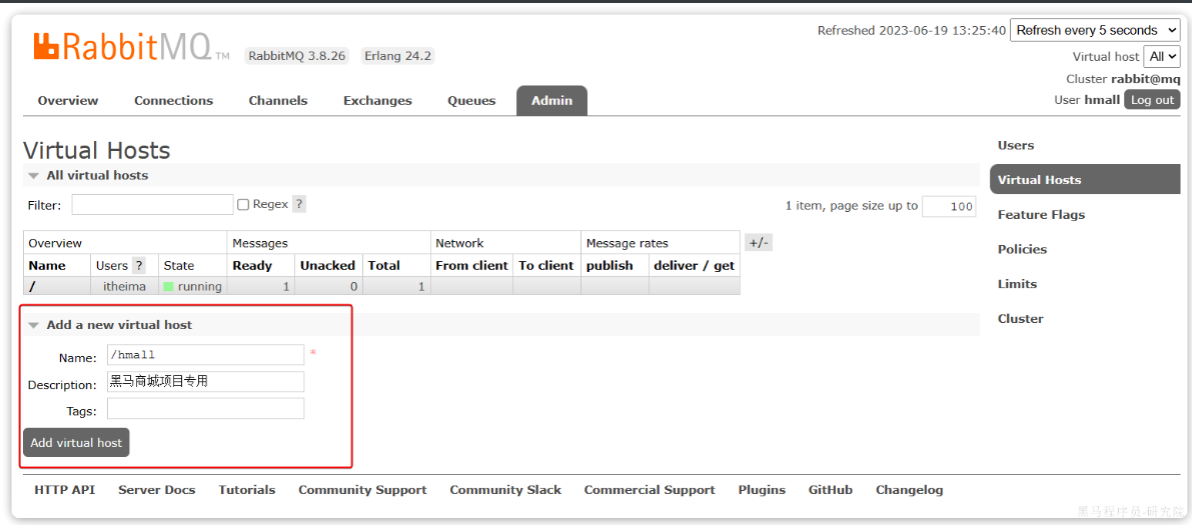 Refreshed 2023-06-19 13:25:40 Refresh every 5 seconds
RabbitMQ TM RabbitMQ 3.8.26 Erlang 24.2
Virtual host All
Cluster rabbit@mq
User hmall Log out
Overview Connections Channels Exchanges Queues Admin
Virtual Hosts
All virtual hosts
Filter: Regex ? 1 item, page size up to 100
Overview Messages Network Message rates +/-
Name Users ? State Ready Unacked Total From client To client publish deliver / get
/ itheima running 1 0 1
Add a new virtual host
Name: /hmall *
Description: 黑马商城项目专用
Tags:
Add virtual host
Users
Virtual Hosts
Feature Flags
Policies
Limits
Cluster
HTTP API Server Docs Tutorials Community Support Community Slack Commercial Support Plugins GitHub Changelog
黑马程序员-研究院